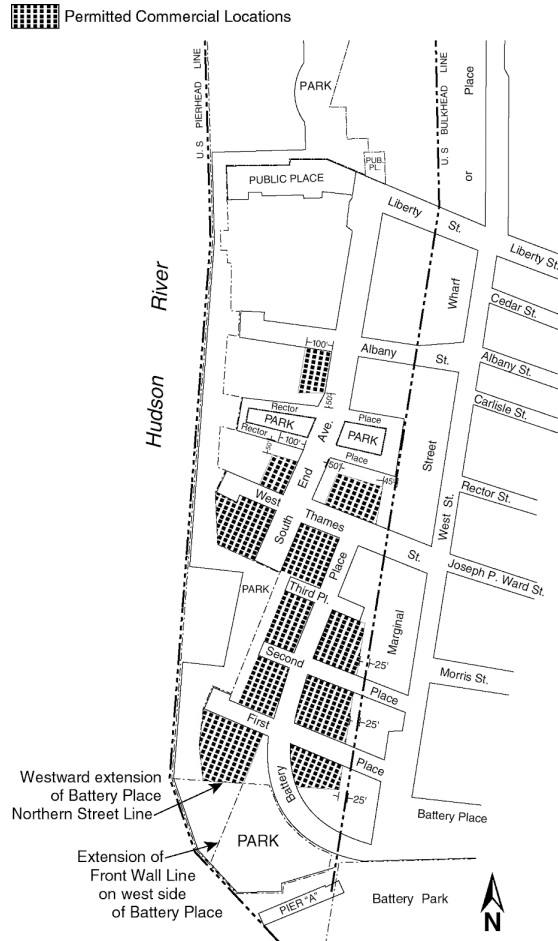 Permitted Commercial Locations
U.S PIERHEAD LINE
PARK
U.S BULKHEAD LINE
or Place
PUB.
PL.
PUBLIC PLACE
Liberty St.
Liberty St.
Hudson River
Wharf
Cedar St.
100'
Albany St.
Albany St.
50'
Carlisle St.
Rector Place
PARK
Ave.
PARK
Rector
100'
Place
50'
50'
45'
Street
Rector St.
West St.
West Thames St.
South End
Joseph P. Ward St.
Place
PARK
Third Pl.
Marginal
Second Place
25'
Morris St.
First Place
25'
Battery
25'
Battery Place
Westward extension
of Battery Place
Northern Street Line
PARK
Extension of
Front Wall Line
on west side
of Battery Place
PIER "A"
Battery Park
N